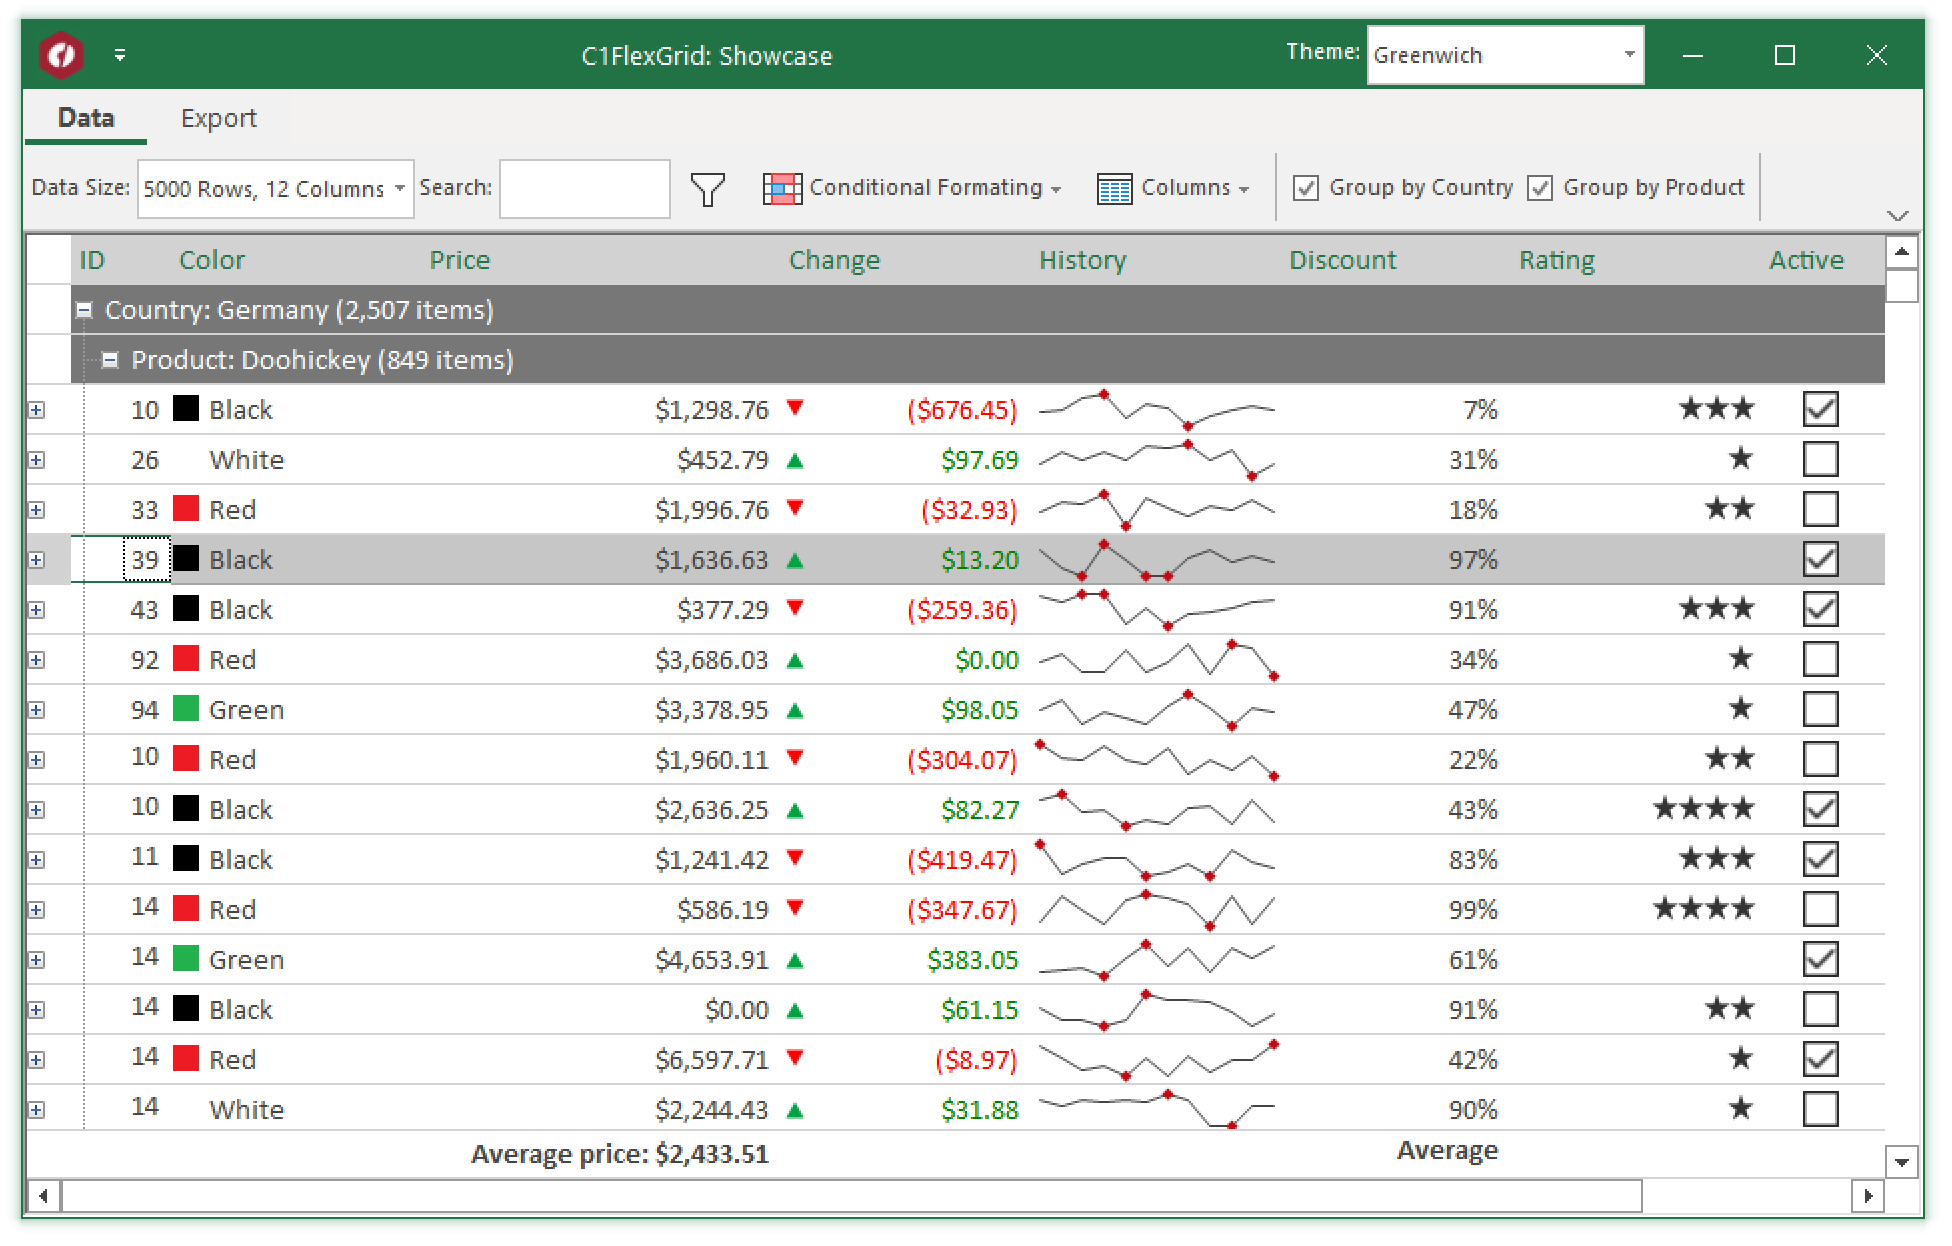 C1FlexGrid: Showcase Theme: Greenwich
Data Export
Data Size: 5000 Rows, 12 Columns Search: Conditional Formating Columns Group by Country Group by Product
ID Color Price Change History Discount Rating Active
Country: Germany (2,507 items)
Product: Doohickey (849 items)
10 Black $1,298.76 ($676.45) 7% ★★★
26 White $452.79 $97.69 31% ★
33 Red $1,996.76 ($32.93) 18% ★★
39 Black $1,636.63 $13.20 97%
43 Black $377.29 ($259.36) 91% ★★★
92 Red $3,686.03 $0.00 34% ★
94 Green $3,378.95 $98.05 47% ★
10 Red $1,960.11 ($304.07) 22% ★★
10 Black $2,636.25 $82.27 43% ★★★★
11 Black $1,241.42 ($419.47) 83% ★★★
14 Red $586.19 ($347.67) 99% ★★★★
14 Green $4,653.91 $383.05 61%
14 Black $0.00 $61.15 91% ★★
14 Red $6,597.71 ($8.97) 42% ★
14 White $2,244.43 $31.88 90% ★
Average price: $2,433.51 Average